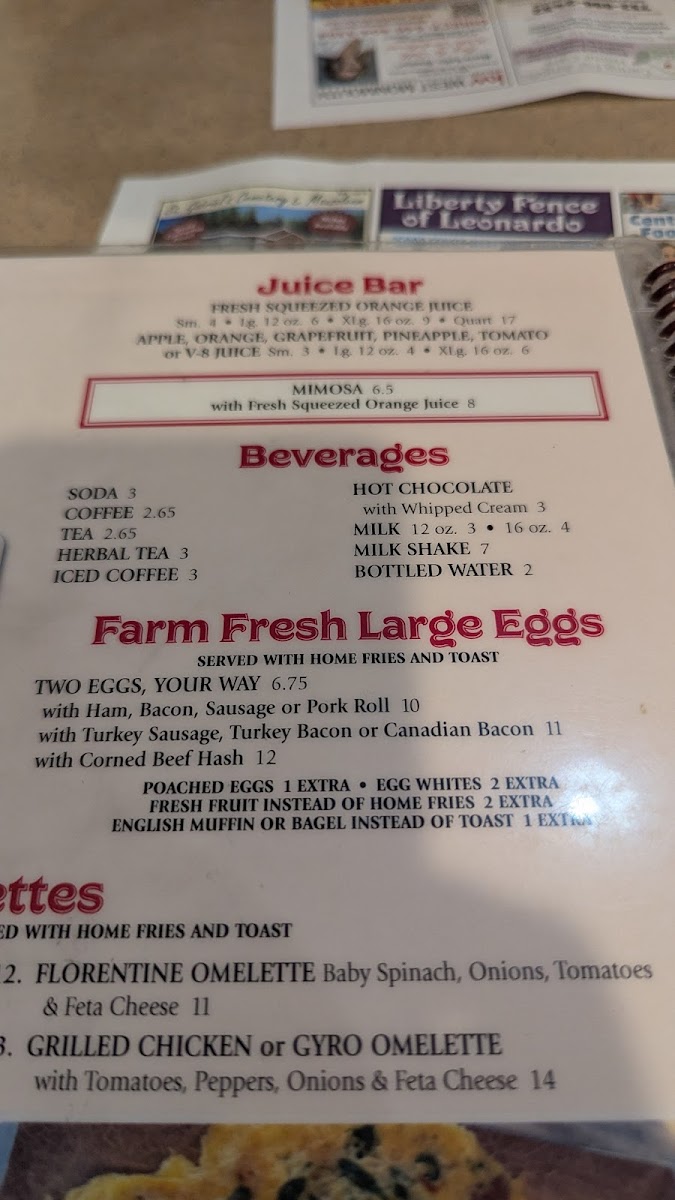 Liberty Fence
of Leonardo
Cent
Foo
Juice Bar
FRESH SQUEEZED ORANGE JUICE
Sm. 4 • Lg. 12 oz. 6 • XLg. 16 oz. 9 • Quart 17
APPLE, ORANGE, GRAPEFRUIT, PINEAPPLE, TOMATO
or V-8 JUICE Sm. 3 • Lg. 12 oz. 4 • XLg. 16 oz. 6
MIMOSA 6.5
with Fresh Squeezed Orange Juice 8
Beverages
SODA 3
COFFEE 2.65
TEA 2.65
HERBAL TEA 3
ICED COFFEE 3
HOT CHOCOLATE
with Whipped Cream 3
MILK 12 oz. 3 • 16 oz. 4
MILK SHAKE 7
BOTTLED WATER 2
Farm Fresh Large Eggs
SERVED WITH HOME FRIES AND TOAST
TWO EGGS, YOUR WAY 6.75
with Ham, Bacon, Sausage or Pork Roll 10
with Turkey Sausage, Turkey Bacon or Canadian Bacon 11
with Corned Beef Hash 12
POACHED EGGS 1 EXTRA • EGG WHITES 2 EXTRA
FRESH FRUIT INSTEAD OF HOME FRIES 2 EXTRA
ENGLISH MUFFIN OR BAGEL INSTEAD OF TOAST 1 EXTRA
ettes
ED WITH HOME FRIES AND TOAST
2. FLORENTINE OMELETTE Baby Spinach, Onions, Tomatoes
& Feta Cheese 11
3. GRILLED CHICKEN or GYRO OMELETTE
with Tomatoes, Peppers, Onions & Feta Cheese 14